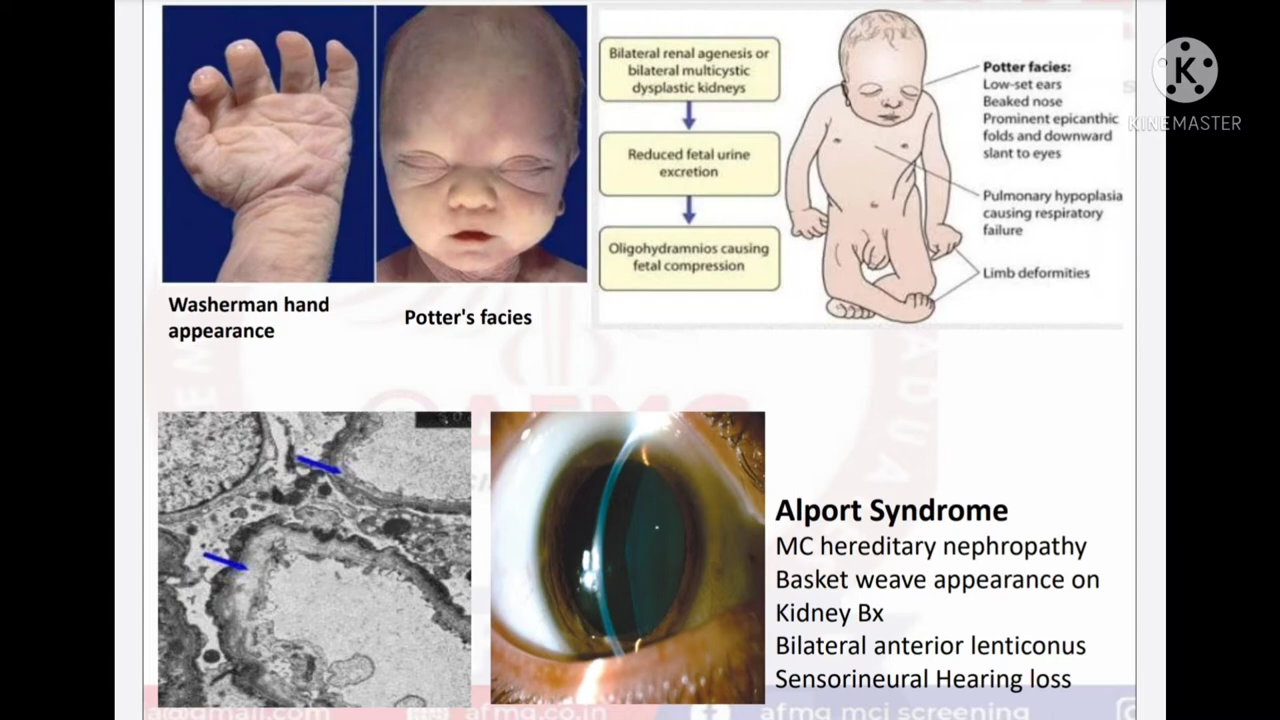 Bilateral renal agenesis or
bilateral multicystic
dysplastic kidneys
Reduced fetal urine
excretion
Oligohydramnios causing
fetal compression
Potter facies:
Low-set ears
Beaked nose
Prominent epicanthic
folds and downward
slant to eyes
Pulmonary hypoplasia
causing respiratory
failure
Limb deformities
K
KINEMASTER
Washerman hand
appearance
Potter's facies
Alport Syndrome
MC hereditary nephropathy
Basket weave appearance on
Kidney Bx
Bilateral anterior lenticonus
Sensorineural Hearing loss
afmg.co.in
afmg mci screening